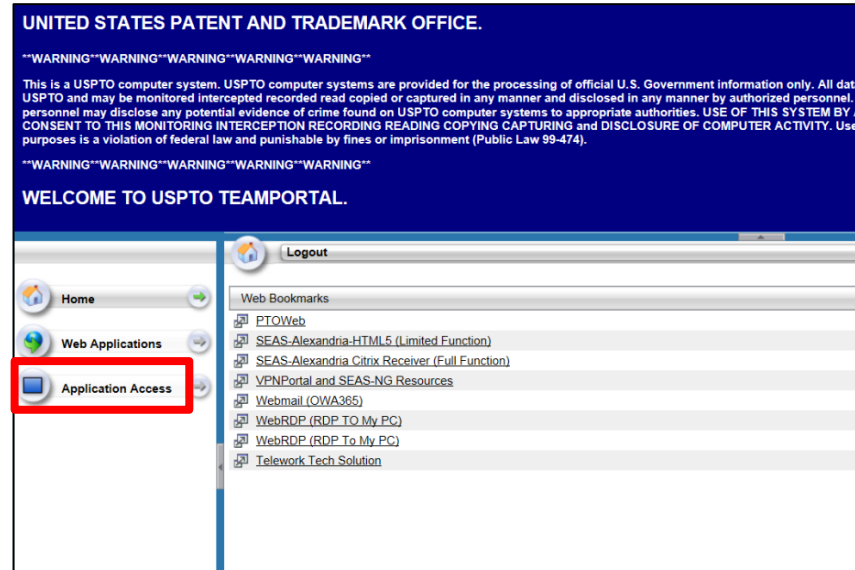 UNITED STATES PATENT AND TRADEMARK OFFICE.
**WARNING**WARNING**WARNING**WARNING**WARNING**
This is a USPTO computer system. USPTO computer systems are provided for the processing of official U.S. Government information only. All dat
USPTO and may be monitored intercepted recorded read copied or captured in any manner and disclosed in any manner by authorized personnel.
personnel may disclose any potential evidence of crime found on USPTO computer systems to appropriate authorities. USE OF THIS SYSTEM BY
CONSENT TO THIS MONITORING INTERCEPTION RECORDING READING COPYING CAPTURING and DISCLOSURE OF COMPUTER ACTIVITY. Use
purposes is a violation of federal law and punishable by fines or imprisonment (Public Law 99-474).
**WARNING**WARNING**WARNING**WARNING**WARNING**
WELCOME TO USPTO TEAMPORTAL.
Logout
Home
Web Applications
Application Access
Web Bookmarks
PTOWeb
SEAS-Alexandria-HTML5 (Limited Function)
SEAS-Alexandria Citrix Receiver (Full Function)
VPNPortal and SEAS-NG Resources
Webmail (OWA365)
WebRDP (RDP TO My PC)
WebRDP (RDP To My PC)
Telework Tech Solution